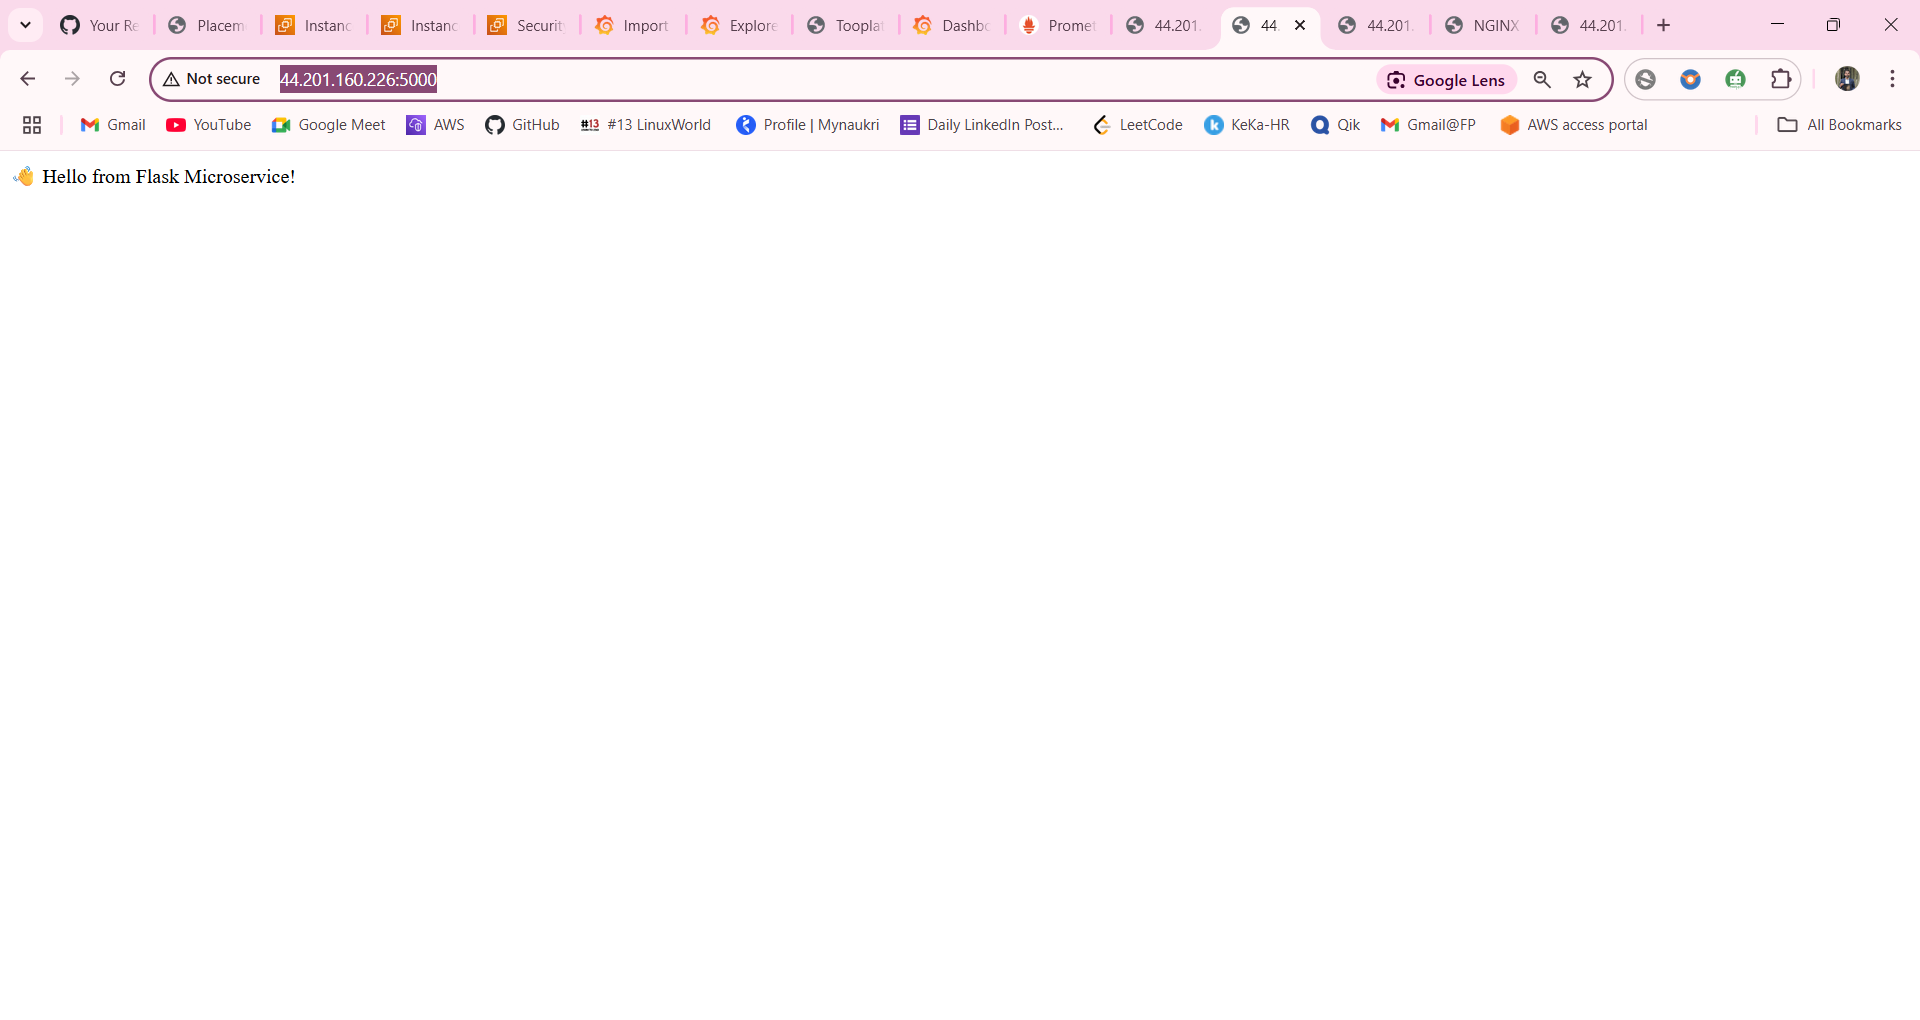 Your Re
Placem
Instanc
Instanc
Securit
Import
Explore
Tooplat
Dashbo
Promet
44.201.
44.
44.201.
NGINX
44.201.
Not secure
44.201.160.226:5000
Google Lens
Gmail
YouTube
Google Meet
AWS
GitHub
#13
#13 LinuxWorld
Profile | Mynaukri
Daily LinkedIn Post...
LeetCode
KeKa-HR
Qik
Gmail@FP
AWS access portal
All Bookmarks
👋 Hello from Flask Microservice!